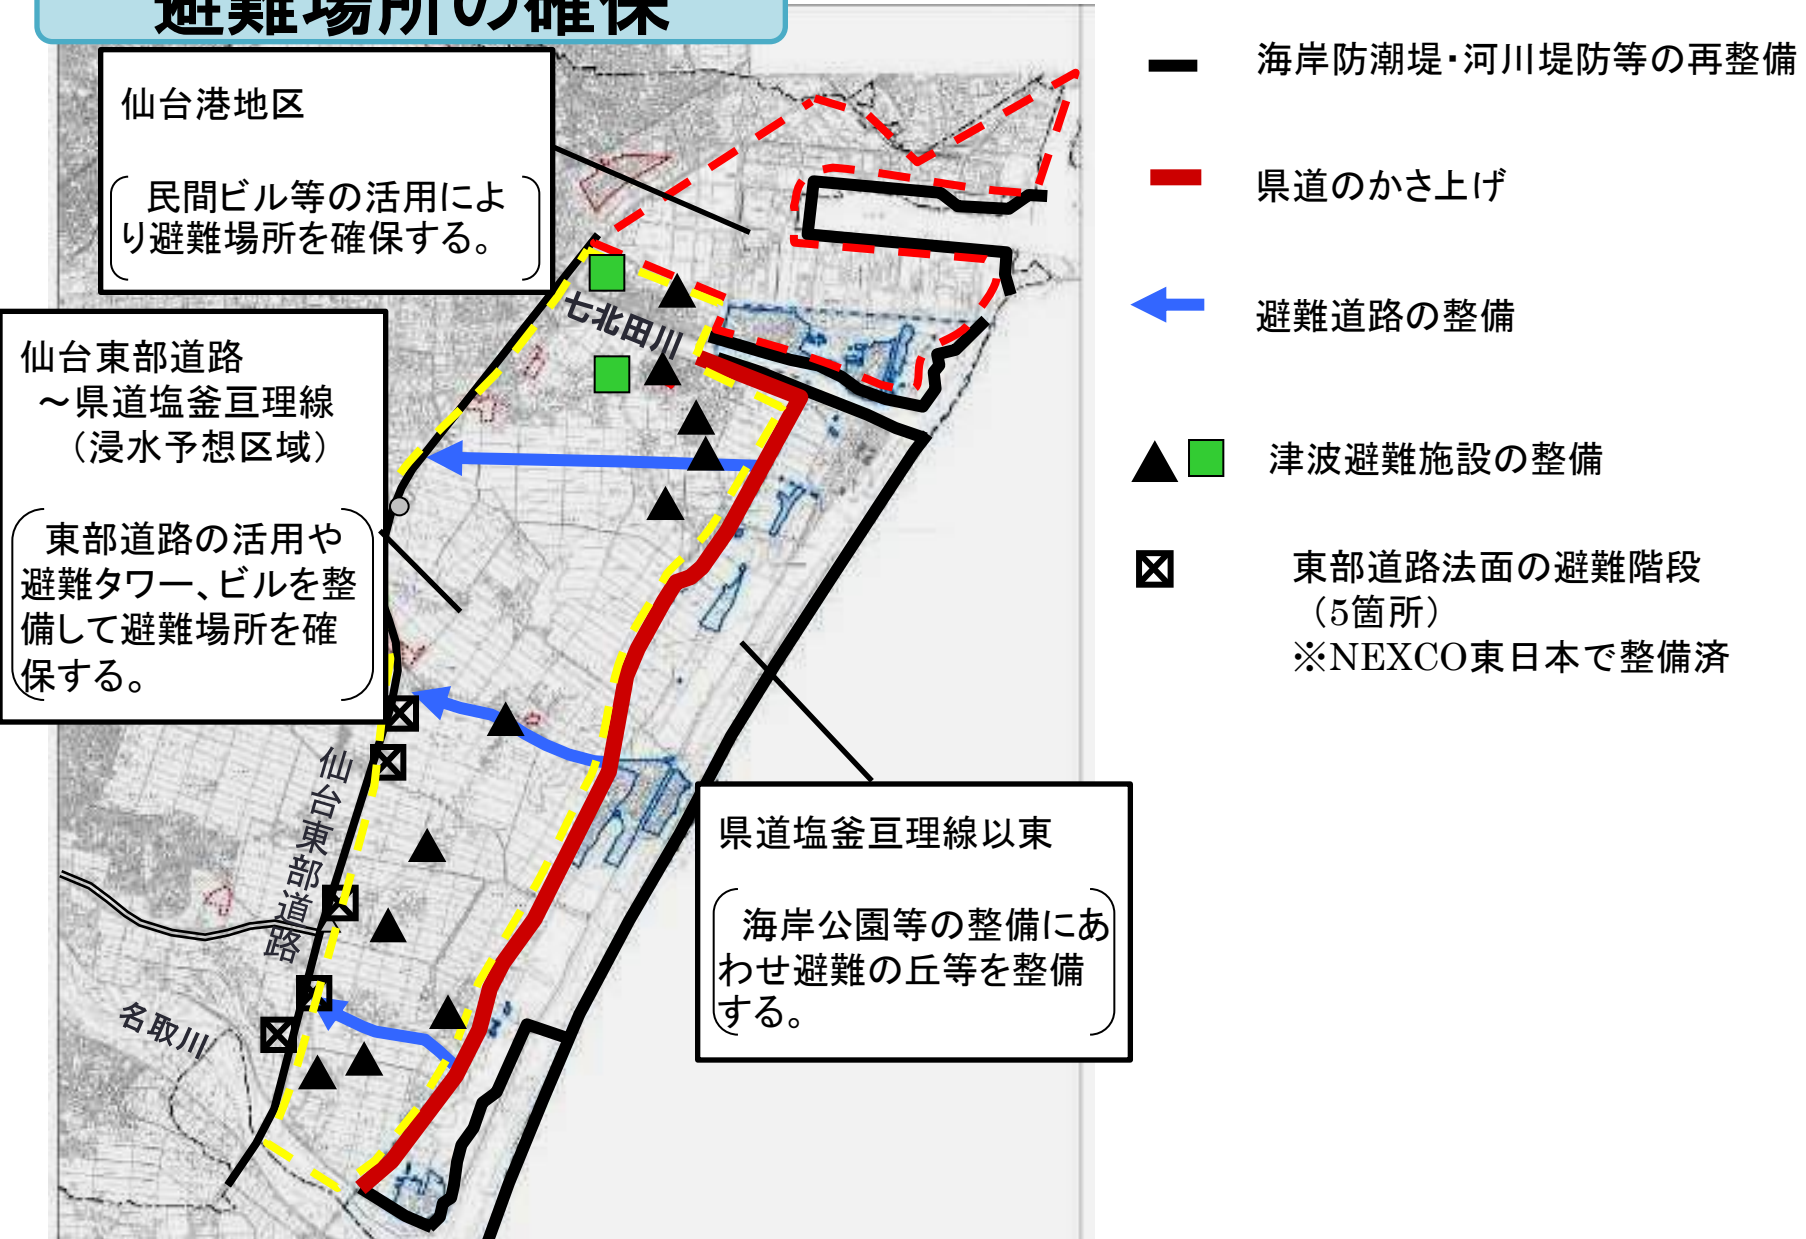 避難場所の確保
仙台港地区
民間ビル等の活用によ
り避難場所を確保する。
仙台東部道路
～県道塩釜亘理線
（浸水予想区域）
東部道路の活用や
避難タワー、ビルを整
備して避難場所を確
保する。
七北田川
仙台東部道路
名取川
県道塩釜亘理線以東
海岸公園等の整備にあ
わせ避難の丘等を整備
する。
海岸防潮堤・河川堤防等の再整備
県道のかさ上げ
避難道路の整備
津波避難施設の整備
東部道路法面の避難階段
（5箇所）
※NEXCO東日本で整備済